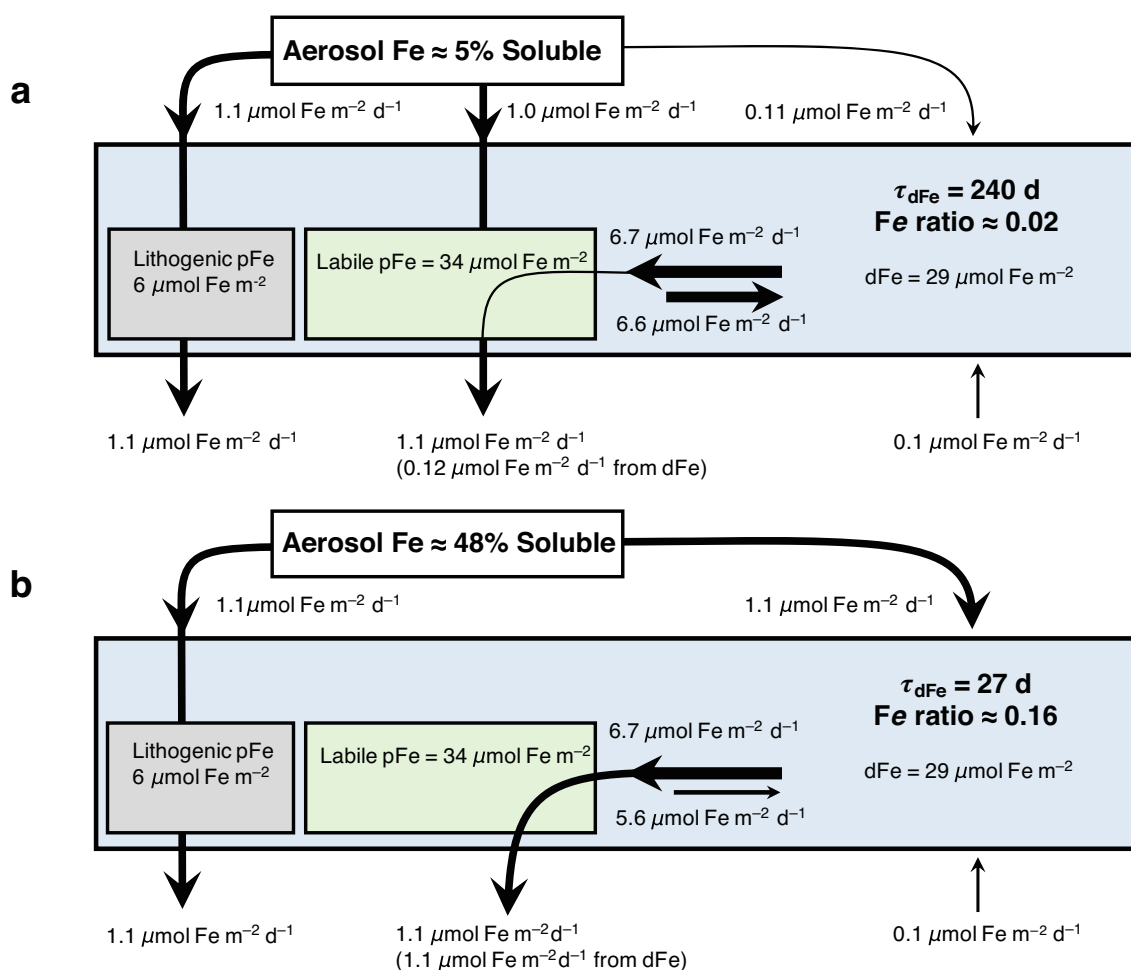 Aerosol Fe ≈ 5% Soluble
a
1.1 µmol Fe m⁻² d⁻¹
1.0 µmol Fe m⁻² d⁻¹
0.11 µmol Fe m⁻² d⁻¹
τdFe = 240 d
Fe ratio ≈ 0.02
dFe = 29 µmol Fe m⁻²
Lithogenic pFe
6 µmol Fe m⁻²
Labile pFe = 34 µmol Fe m⁻²
6.7 µmol Fe m⁻² d⁻¹
6.6 µmol Fe m⁻² d⁻¹
1.1 µmol Fe m⁻² d⁻¹
1.1 µmol Fe m⁻² d⁻¹
(0.12 µmol Fe m⁻² d⁻¹ from dFe)
0.1 µmol Fe m⁻² d⁻¹
Aerosol Fe ≈ 48% Soluble
b
1.1µmol Fe m⁻² d⁻¹
1.1 µmol Fe m⁻² d⁻¹
τdFe = 27 d
Fe ratio ≈ 0.16
dFe = 29 µmol Fe m⁻²
Lithogenic pFe
6 µmol Fe m⁻²
Labile pFe = 34 µmol Fe m⁻²
6.7 µmol Fe m⁻² d⁻¹
5.6 µmol Fe m⁻² d⁻¹
1.1 µmol Fe m⁻² d⁻¹
1.1 µmol Fe m⁻²d⁻¹
(1.1 µmol Fe m⁻²d⁻¹ from dFe)
0.1 µmol Fe m⁻² d⁻¹